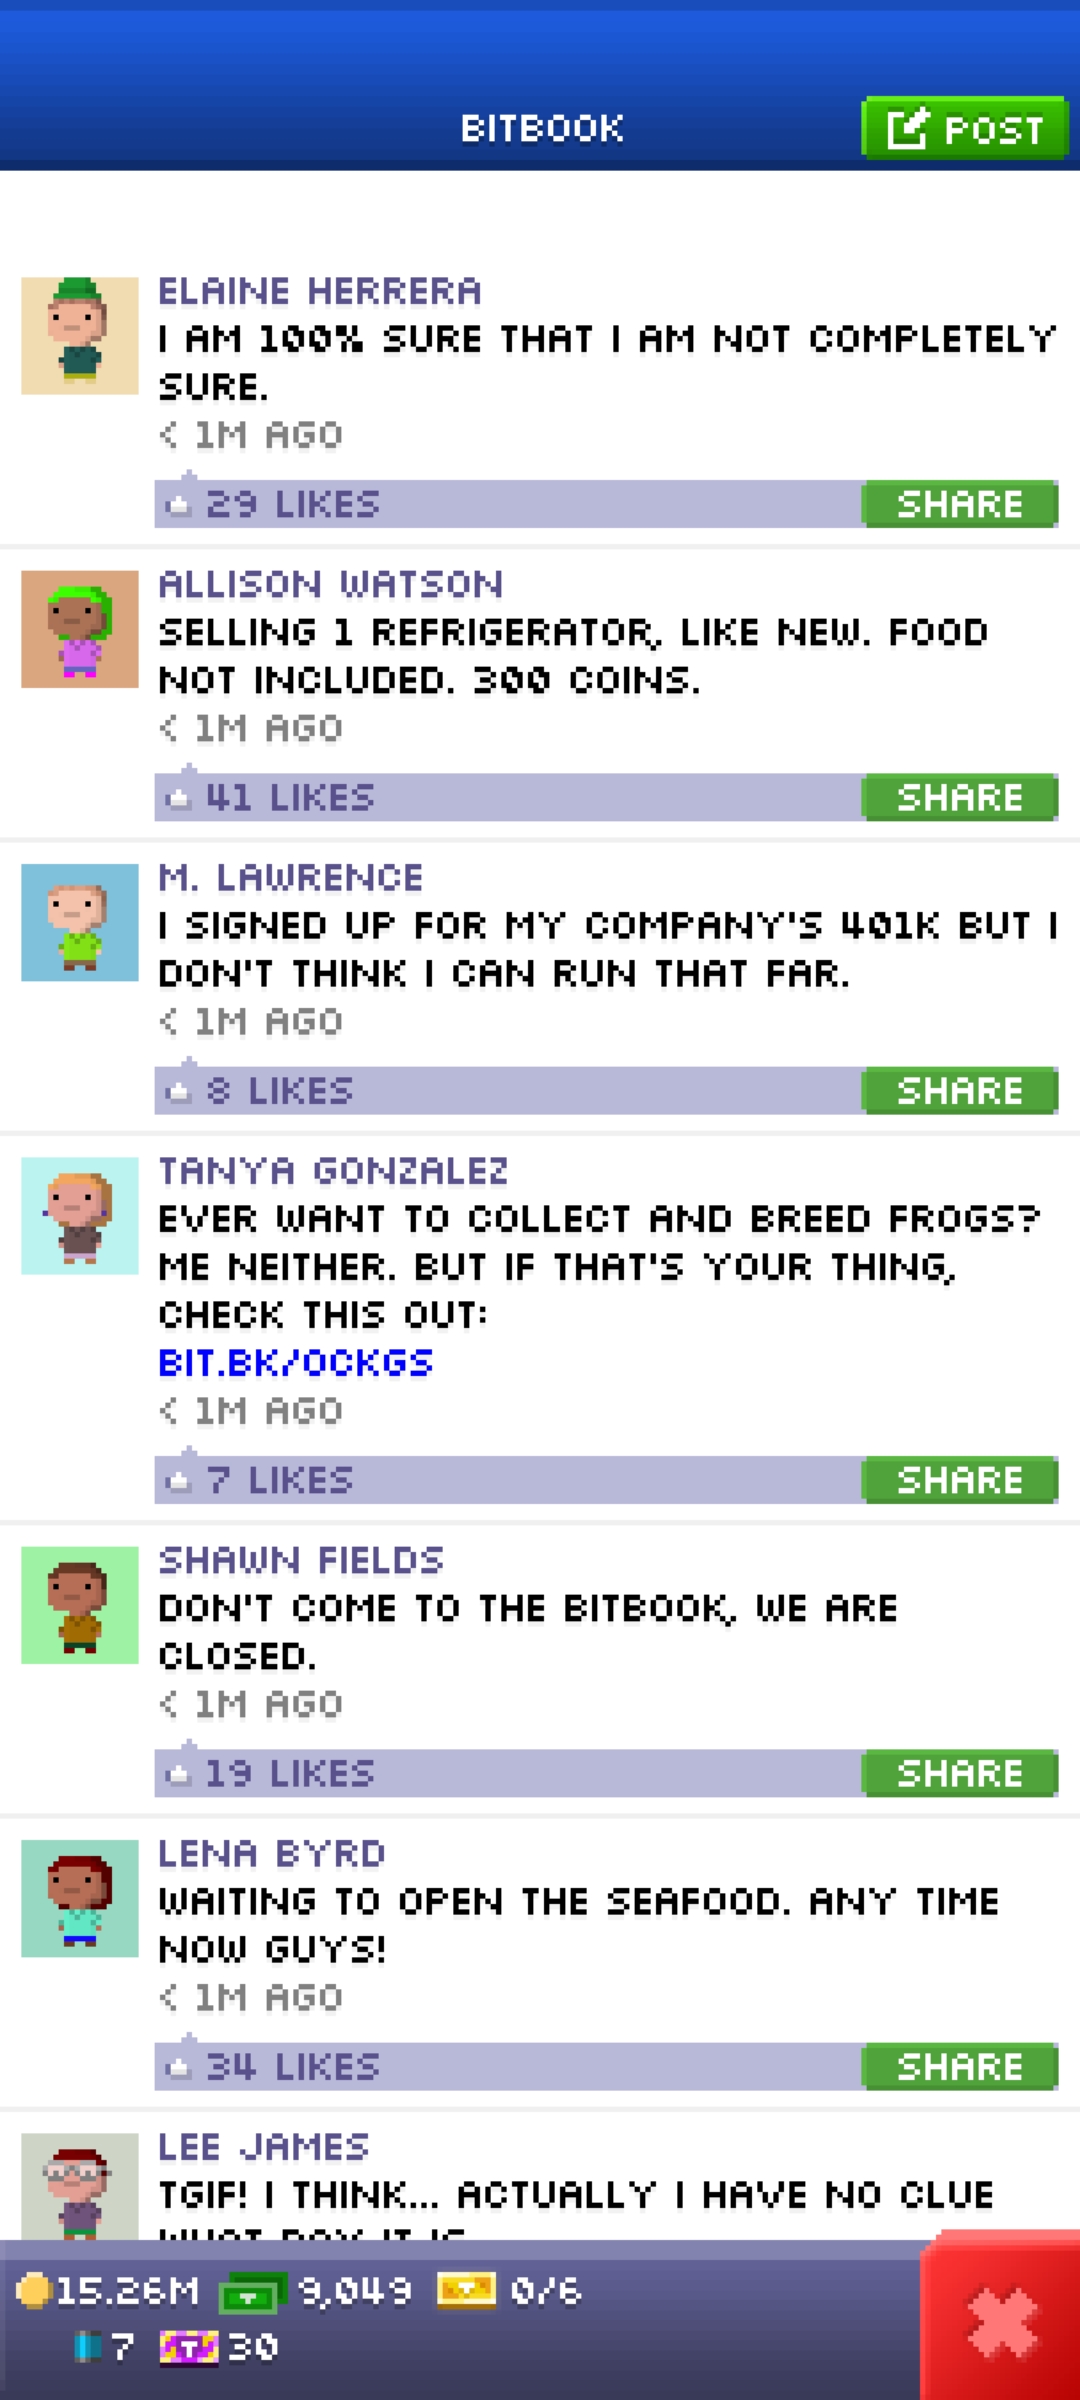 BITBOOK
POST
ELAINE HERRERA
I AM 100% SURE THAT I AM NOT COMPLETELY
SURE.
< 1M AGO
29 LIKES
SHARE
ALLISON WATSON
SELLING 1 REFRIGERATOR, LIKE NEW. FOOD
NOT INCLUDED. 300 COINS.
< 1M AGO
41 LIKES
SHARE
M. LAWRENCE
I SIGNED UP FOR MY COMPANY'S 401K BUT I
DON'T THINK I CAN RUN THAT FAR.
< 1M AGO
8 LIKES
SHARE
TANYA GONZALEZ
EVER WANT TO COLLECT AND BREED FROGS?
ME NEITHER. BUT IF THAT'S YOUR THING,
CHECK THIS OUT:
BIT.BK/OCKGS
< 1M AGO
7 LIKES
SHARE
SHAWN FIELDS
DON'T COME TO THE BITBOOK, WE ARE
CLOSED.
< 1M AGO
19 LIKES
SHARE
LENA BYRD
WAITING TO OPEN THE SEAFOOD. ANY TIME
NOW GUYS!
< 1M AGO
34 LIKES
SHARE
LEE JAMES
TGIF! I THINK... ACTUALLY I HAVE NO CLUE
WHAT DAY IT IS
15.26M 9,049 0/6
7 T 30